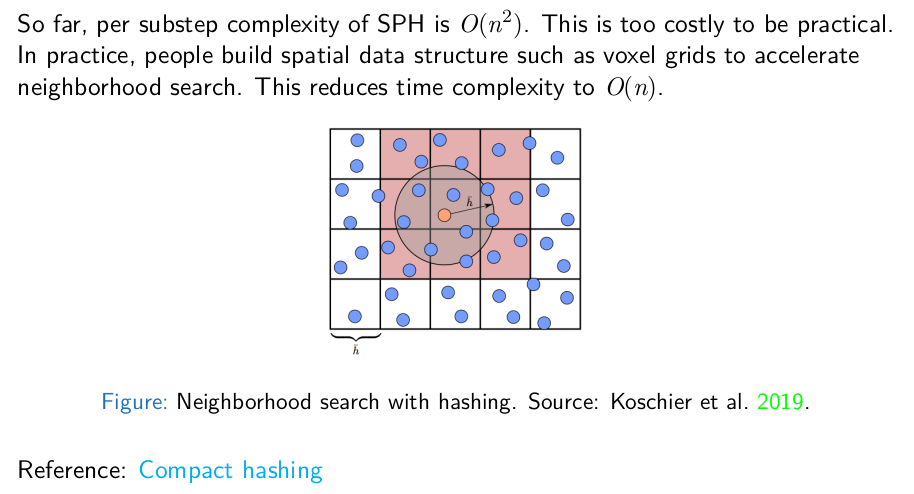 So far, per substep complexity of SPH is O(n²). This is too costly to be practical.
In practice, people build spatial data structure such as voxel grids to accelerate
neighborhood search. This reduces time complexity to O(n).
ℏ
ℏ
Figure: Neighborhood search with hashing. Source: Koschier et al. 2019.
Reference: Compact hashing